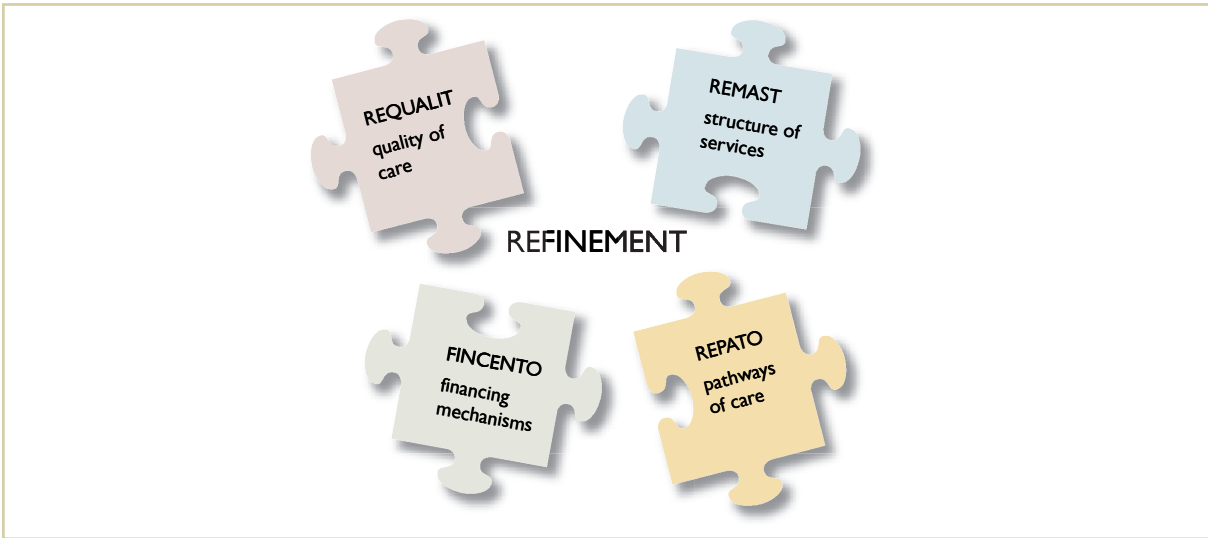 REQUALIT
quality of
care
REMAST
structure of
services
REFINEMENT
FINCENTO
financing
mechanisms
REPATO
pathways
of care